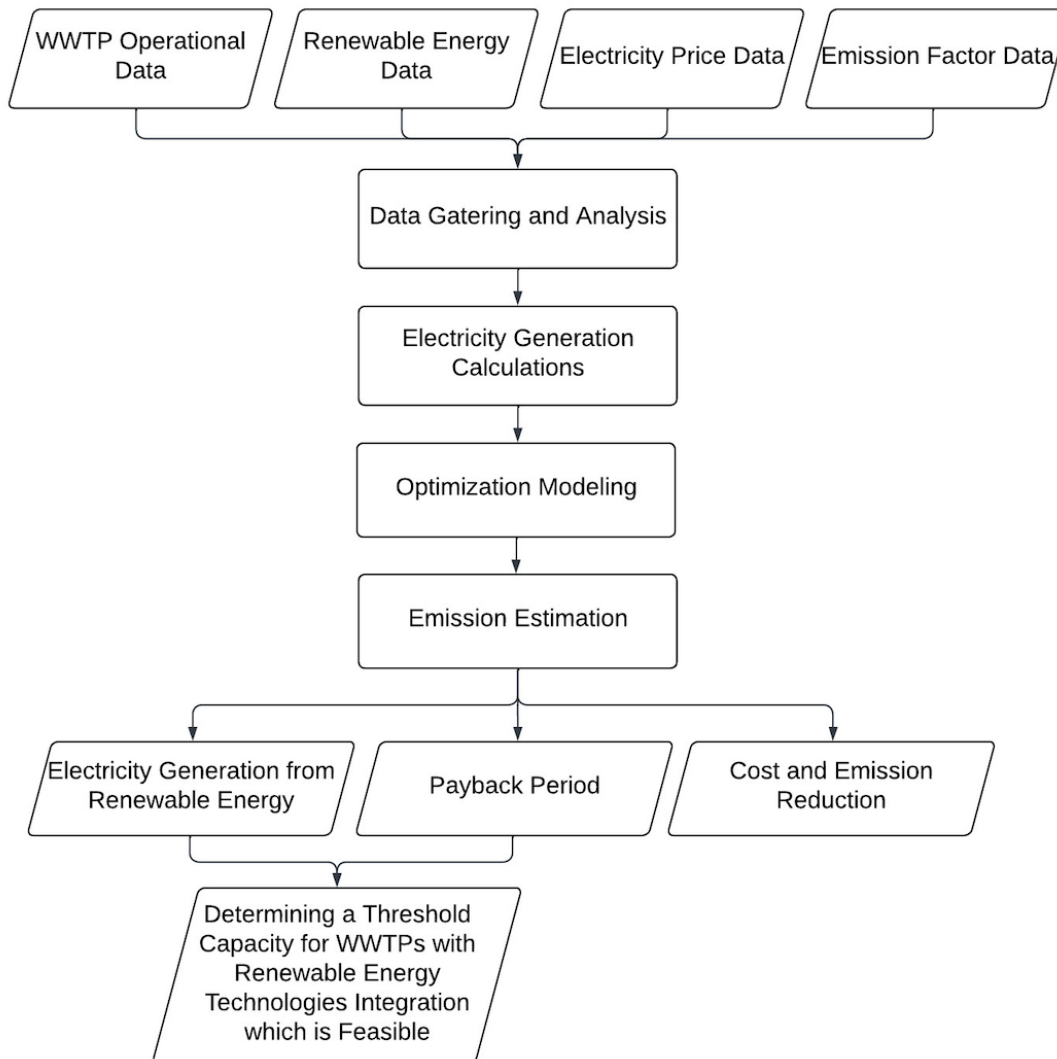 WWTP Operational
Data
Renewable Energy
Data
Electricity Price Data
Emission Factor Data
Data Gatering and Analysis
Electricity Generation
Calculations
Optimization Modeling
Emission Estimation
Electricity Generation from
Renewable Energy
Payback Period
Cost and Emission
Reduction
Determining a Threshold
Capacity for WWTPs with
Renewable Energy
Technologies Integration
which is Feasible